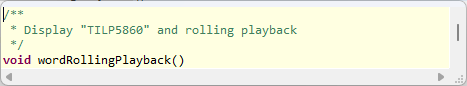 /**
 * Display "TILP5860" and rolling playback
 */
void wordRollingPlayback()